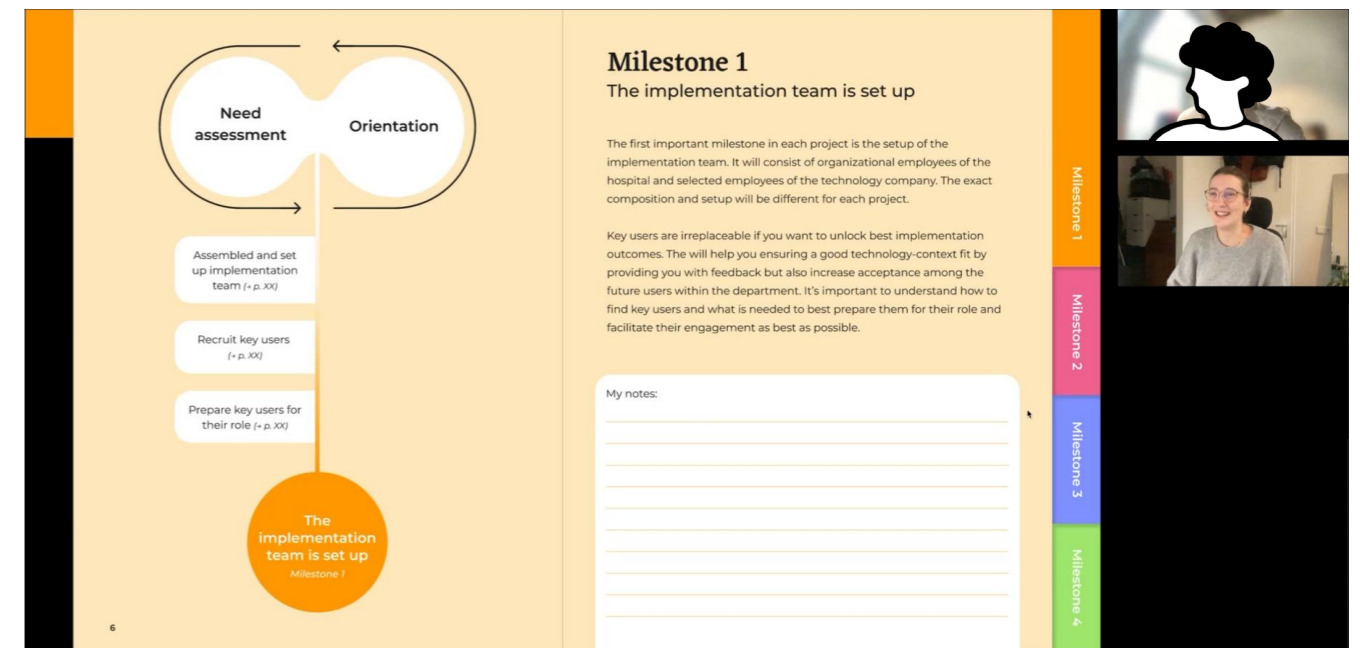 Need
assessment
Orientation
Assembled and set
up implementation
team (→ p. XX)
Recruit key users
(→ p. XX)
Prepare key users for
their role (→ p. XX)
The
implementation
team is set up
Milestone 1
6
Milestone 1
The implementation team is set up
The first important milestone in each project is the setup of the
implementation team. It will consist of organizational employees of the
hospital and selected employees of the technology company. The exact
composition and setup will be different for each project.
Key users are irreplaceable if you want to unlock best implementation
outcomes. The will help you ensuring a good technology-context fit by
providing you with feedback but also increase acceptance among the
future users within the department. It's important to understand how to
find key users and what is needed to best prepare them for their role and
facilitate their engagement as best as possible.
My notes:
Milestone 1
Milestone 2
Milestone 3
Milestone 4